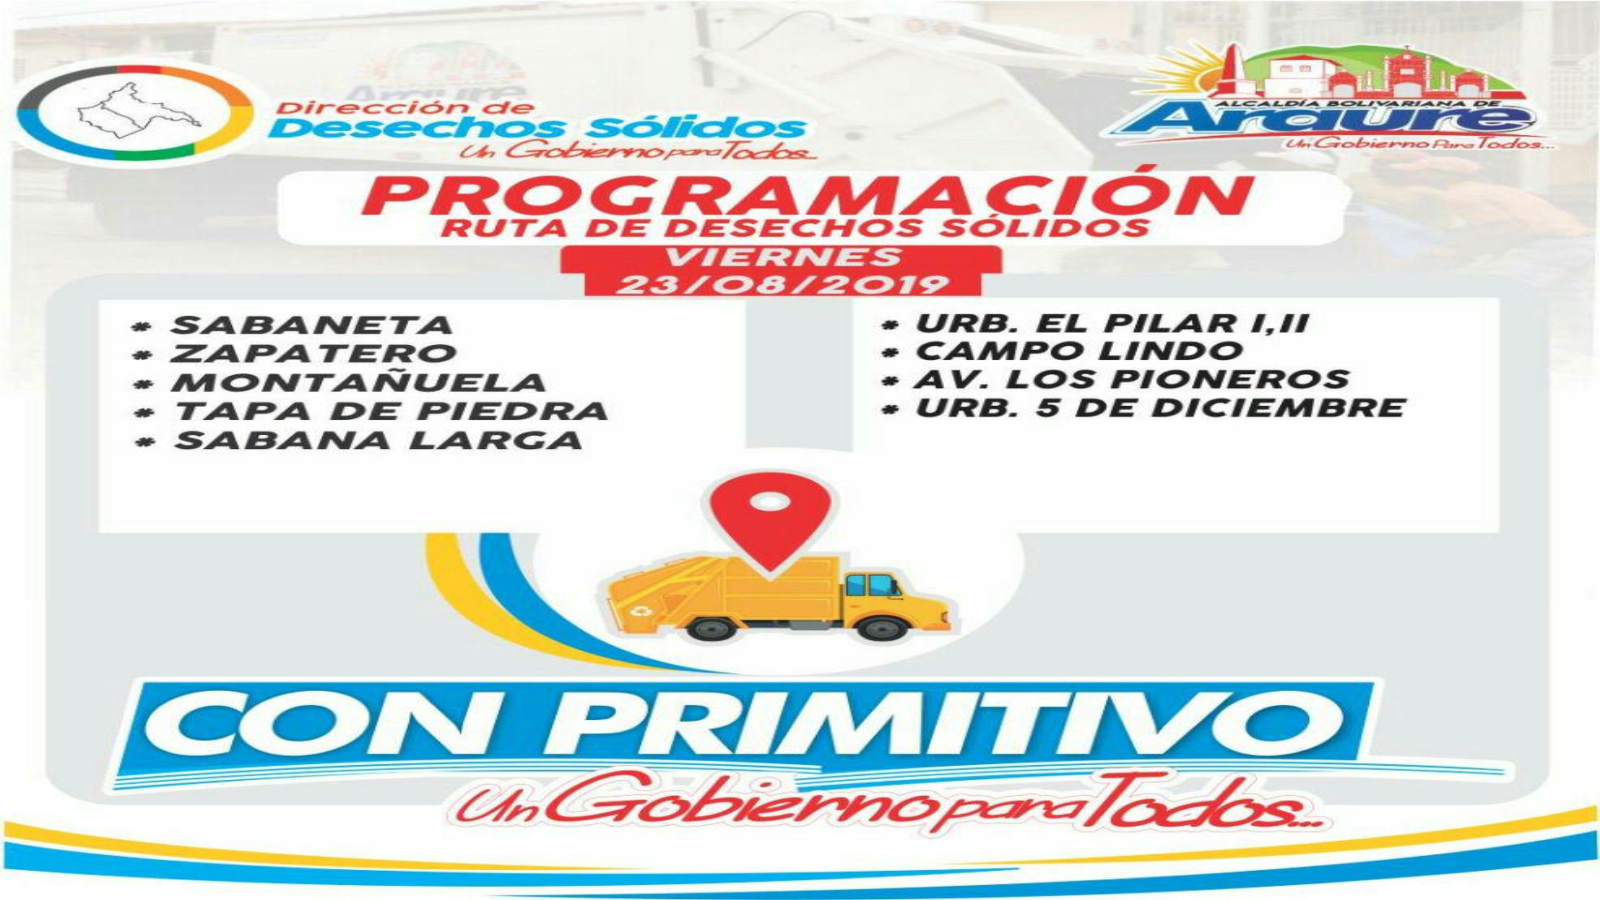 Dirección de
Desechos Sólidos
Un Gobierno para Todos...
ALCALDÍA BOLIVARIANA DE
Araure
Un Gobierno Para Todos...
PROGRAMACIÓN
RUTA DE DESECHOS SÓLIDOS
VIERNES
23/08/2019
* SABANETA
* ZAPATERO
* MONTAÑUELA
* TAPA DE PIEDRA
* SABANA LARGA
* URB. EL PILAR I,II
* CAMPO LINDO
* AV. LOS PIONEROS
* URB. 5 DE DICIEMBRE
CON PRIMITIVO
Un Gobierno para Todos...